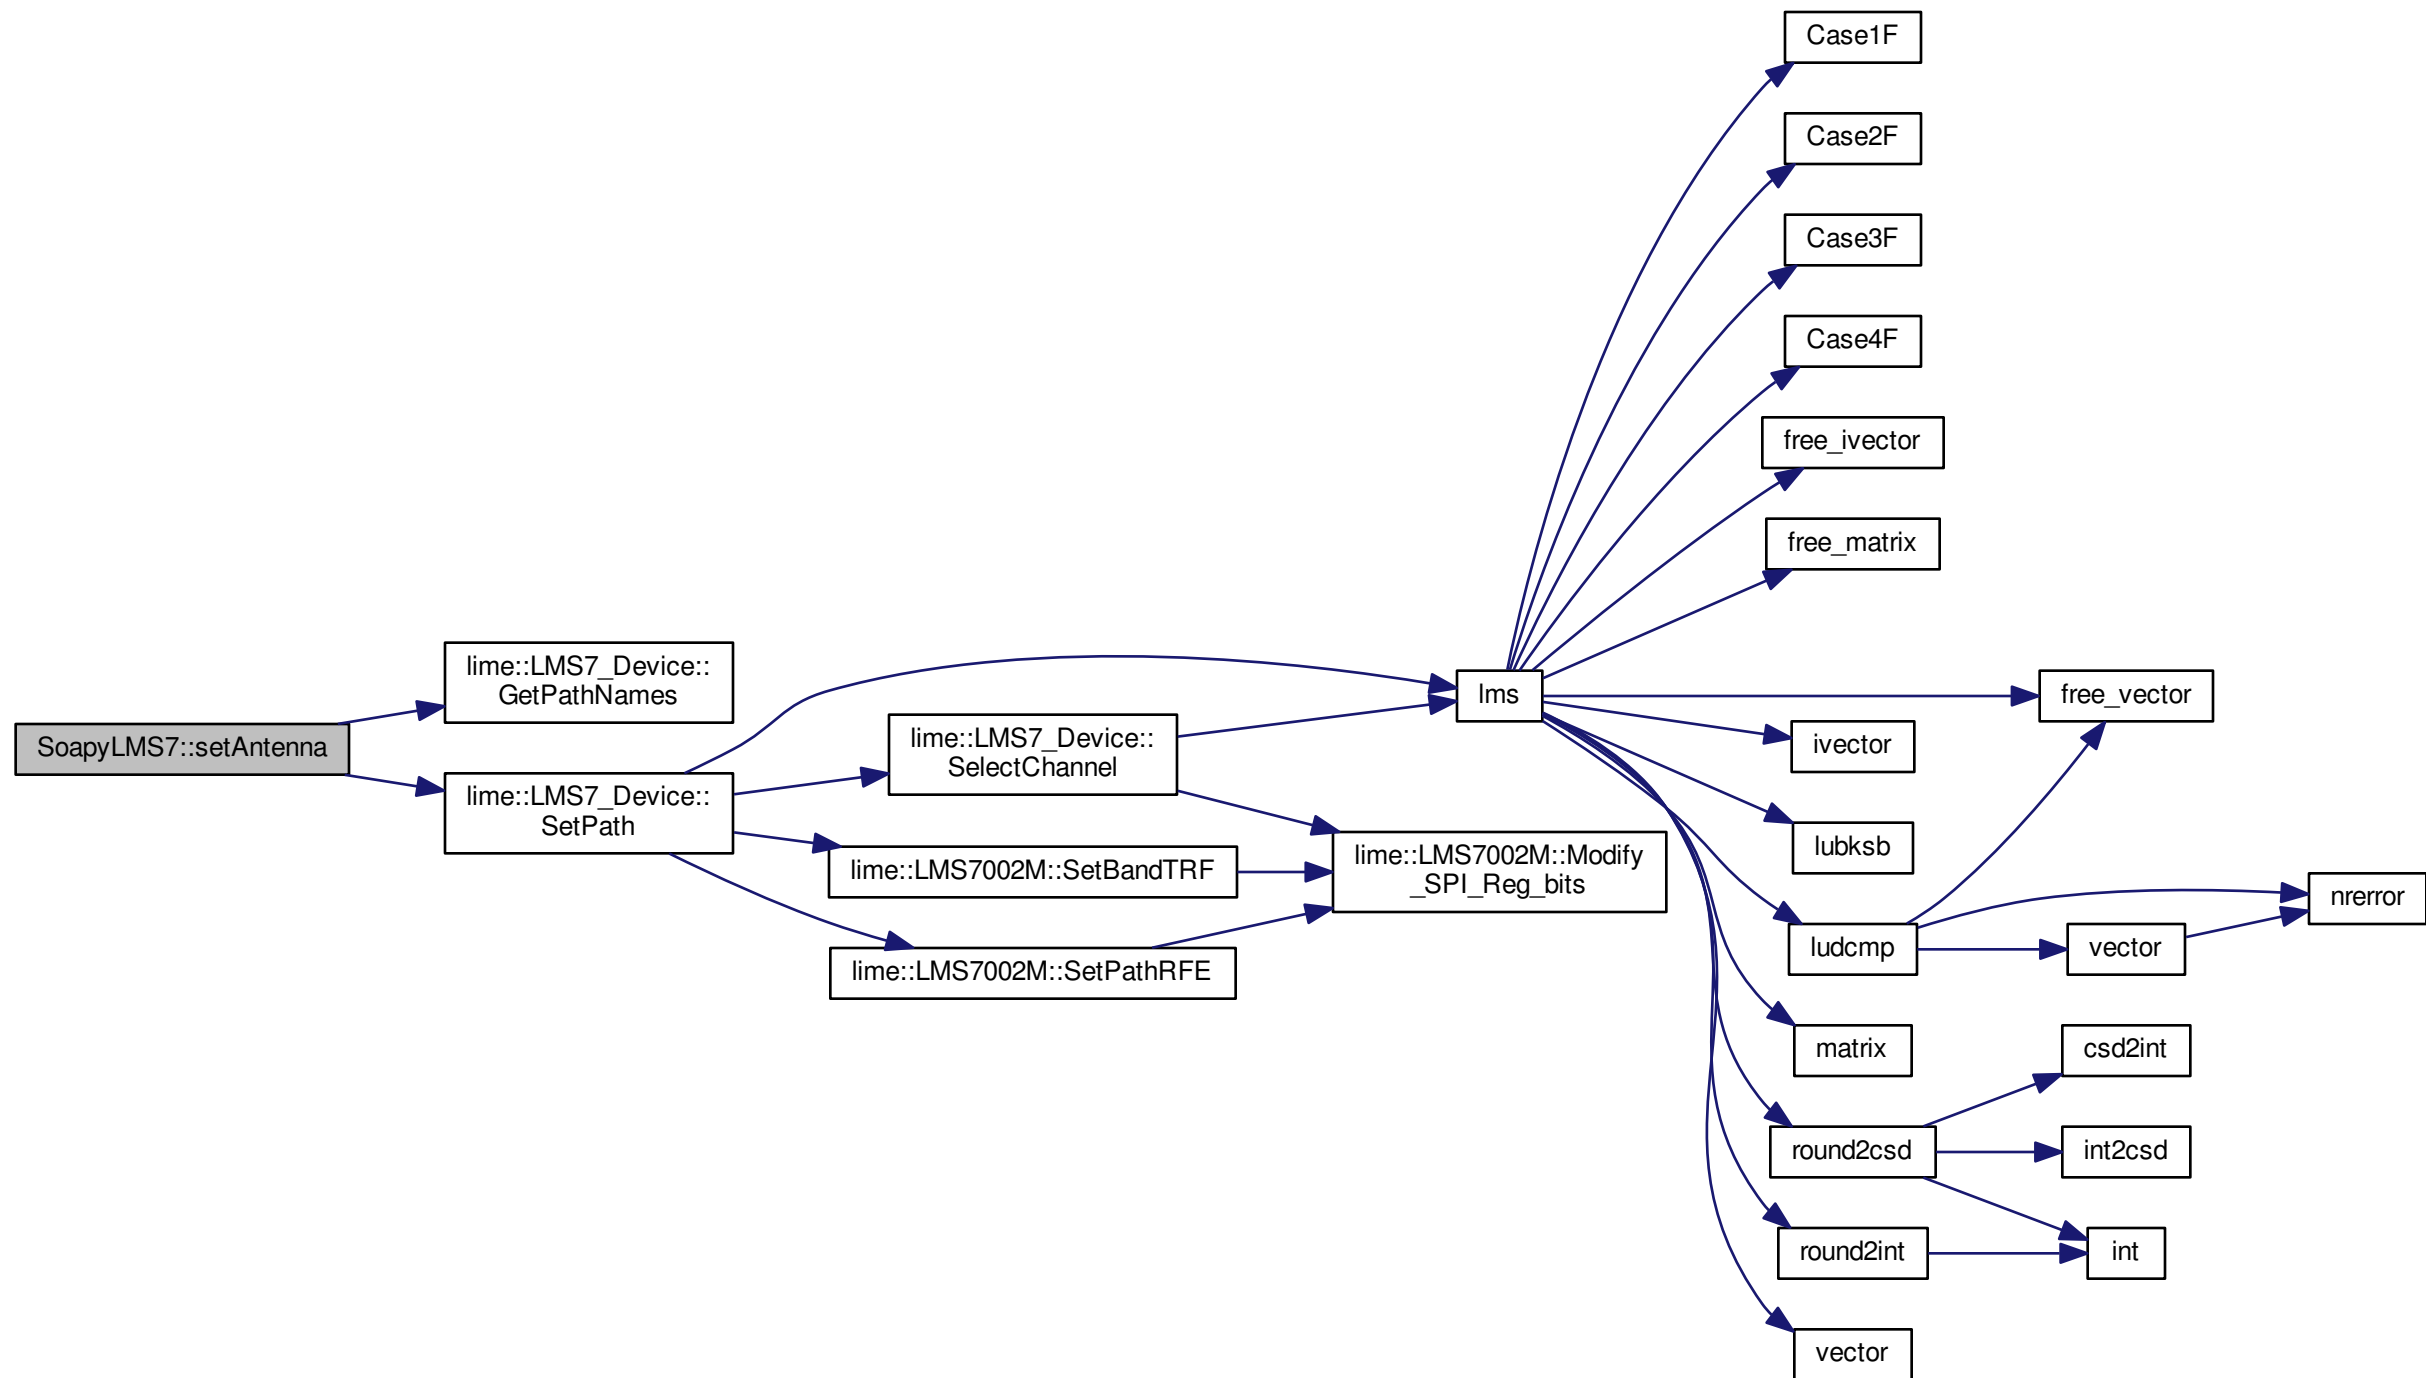 Case1F
Case2F
Case3F
Case4F
free_ivector
free_matrix
lime::LMS7_Device::
GetPathNames
SoapyLMS7::setAntenna
lime::LMS7_Device::
SetPath
lime::LMS7_Device::
SelectChannel
lime::LMS7002M::SetBandTRF
lime::LMS7002M::SetPathRFE
lime::LMS7002M::Modify
_SPI_Reg_bits
lms
free_vector
ivector
lubksb
ludcmp
vector
nrerror
matrix
csd2int
round2csd
int2csd
round2int
int
vector